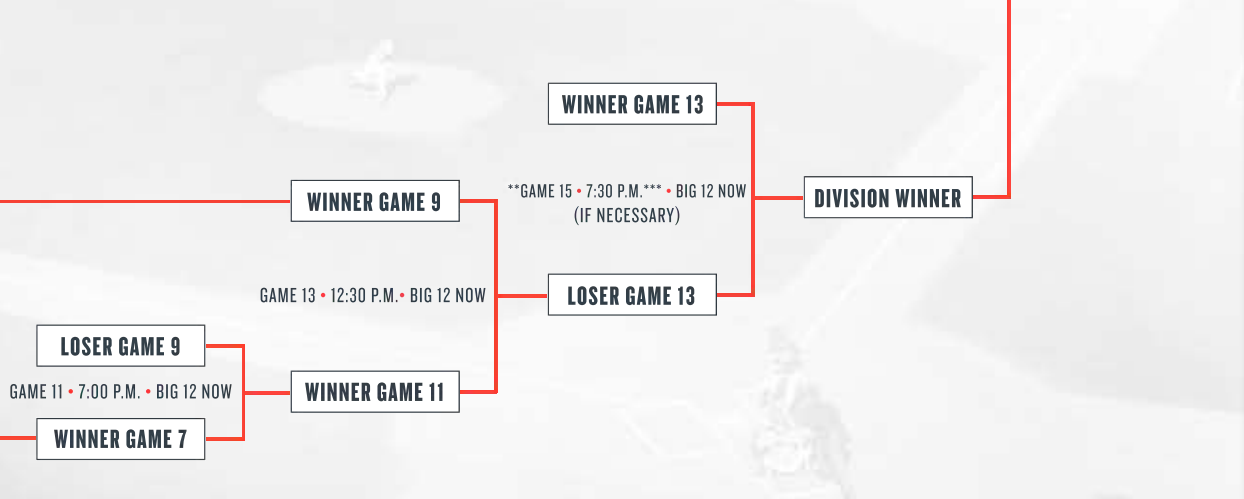 WINNER GAME 13
**GAME 15 • 7:30 P.M.*** • BIG 12 NOW
(IF NECESSARY)
DIVISION WINNER
WINNER GAME 9
GAME 13 • 12:30 P.M.• BIG 12 NOW
LOSER GAME 13
LOSER GAME 9
GAME 11 • 7:00 P.M. • BIG 12 NOW
WINNER GAME 11
WINNER GAME 7